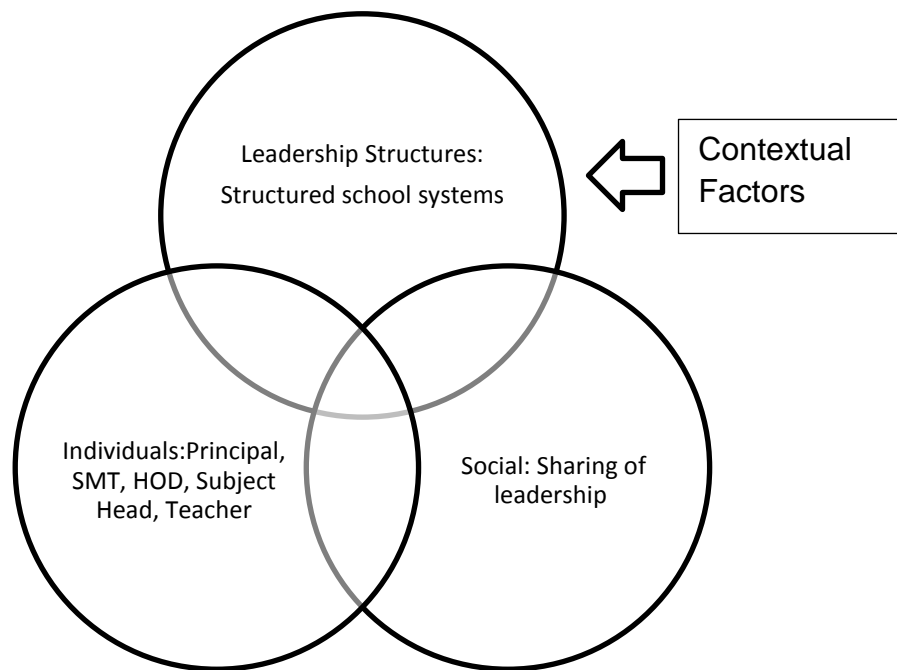 Leadership Structures:
Structured school systems
Contextual
Factors
Individuals:Principal,
SMT, HOD, Subject
Head, Teacher
Social: Sharing of
leadership